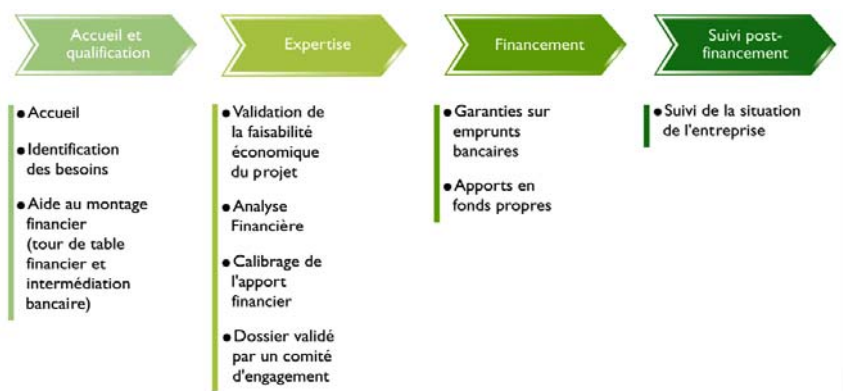 Accueil et
qualification
Expertise
Financement
Suivi post-
financement
• Accueil
• Identification
des besoins
• Aide au montage
financier
(tour de table
financier et
intermédiation
bancaire)
• Validation de
la faisabilité
économique
du projet
• Analyse
Financière
• Calibrage de
l'apport
financier
• Dossier validé
par un comité
d'engagement
• Garanties sur
emprunts
bancaires
• Apports en
fonds propres
• Suivi de la situation
de l'entreprise